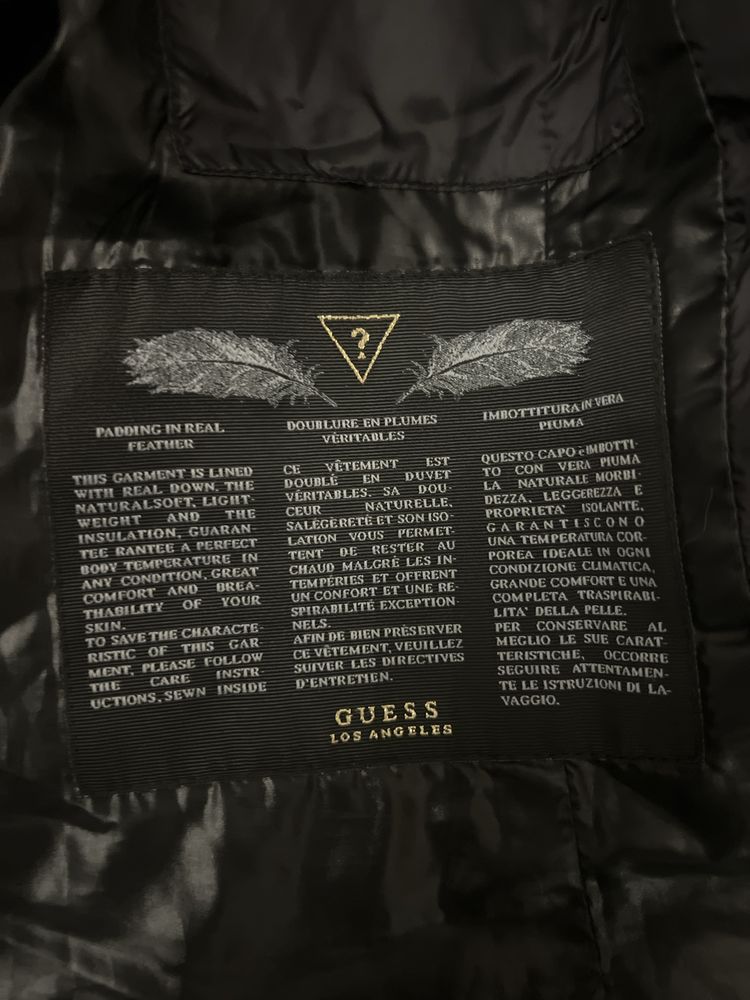 ?
PADDING IN REAL
FEATHER
THIS GARMENT IS LINED
WITH REAL DOWN, THE
NATURALSOFT, LIGHT-
WEIGHT AND THE
INSULATION, GUARAN-
TEE RANTEE A PERFECT
BODY TEMPERATURE IN
ANY CONDITION, GREAT
COMFORT AND BREA-
THABILITY OF YOUR
SKIN.
TO SAVE THE CHARACTE-
RISTIC OF THIS GAR
MENT, PLEASE FOLLOW
THE CARE INSTR
UCTIONS, SEWN INSIDE
DOUBLURE EN PLUMES
VÈRITABLES
CE VÊTEMENT EST
DOUBLÉ EN DUVET
VÉRITABLES. SA DOU-
CEUR NATURELLE,
SALÉGÈRETÉ ET SON ISO-
LATION VOUS PERMET-
TENT DE RESTER AU
CHAUD MALGRÉ LES IN-
TEMPÉRIES ET OFFRENT
UN CONFORT ET UNE RE-
SPIRABILITÉ EXCEPTION-
NELS.
AFIN DE BIEN PRÈSERVER
CE VÊTEMENT, VEUILLEZ
SUIVER LES DIRECTIVES
D'ENTRETIEN.
IMBOTTITURA IN VERA
PIUMA
QUESTO CAPO è IMBOTTI-
TO CON VERA PIUMA
LA NATURALE MORBI-
DEZZA, LEGGEREZZA E
PROPRIETA' ISOLANTE,
GARANTISCONO
UNA TEMPERATURA COR-
POREA IDEALE IN OGNI
CONDIZIONE CLIMATICA,
GRANDE COMFORT E UNA
COMPLETA TRASPIRABI-
LITA' DELLA PELLE.
PER CONSERVARE AL
MEGLIO LE SUE CARAT-
TERISTICHE, OCCORRE
SEGUIRE ATTENTAMEN-
TE LE ISTRUZIONI DI LA-
VAGGIO.
GUESS
LOS ANGELES